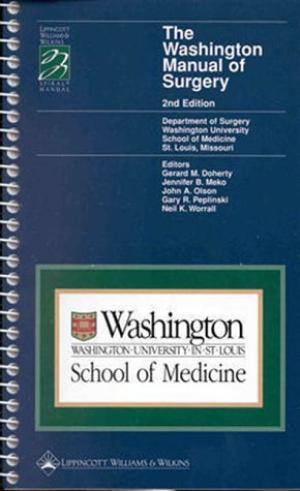 LIPPINCOTT
WILLIAMS &
WILKINS
SPIRAL®
MANUAL
The
Washington
Manual of
Surgery
2nd Edition
Department of Surgery
Washington University
School of Medicine
St. Louis, Missouri
Editors
Gerard M. Doherty
Jennifer B. Meko
John A. Olson
Gary R. Peplinski
Neil K. Worrall
Washington
WASHINGTON·UNIVERSITY·IN·ST·LOUIS
School of Medicine
LIPPINCOTT WILLIAMS & WILKINS